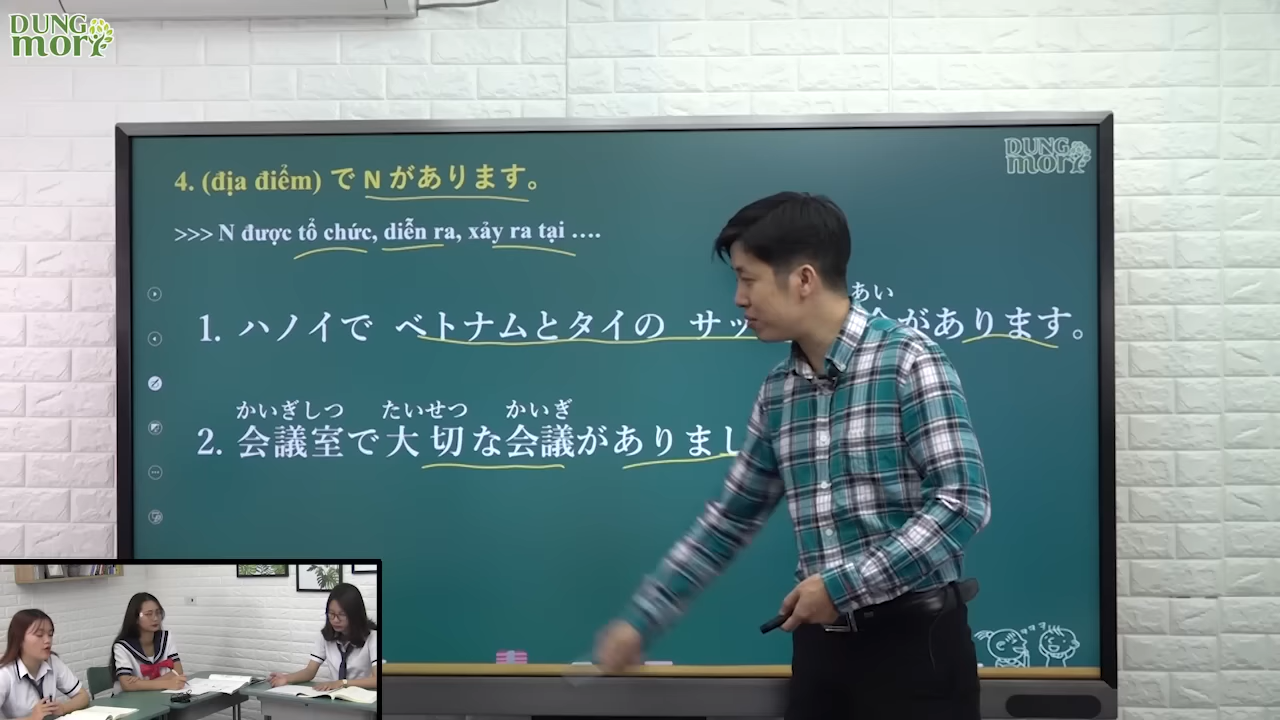 DUNG
mori
DUNG
mori
4. (địa điểm) で N があります。
>>> N được tổ chức, diễn ra, xảy ra tại ….
あい
1. ハノイで ベトナムとタイの サッ があります。
かいぎしつ たいせつ かいぎ
2. 会議室で大切な会議がありまし